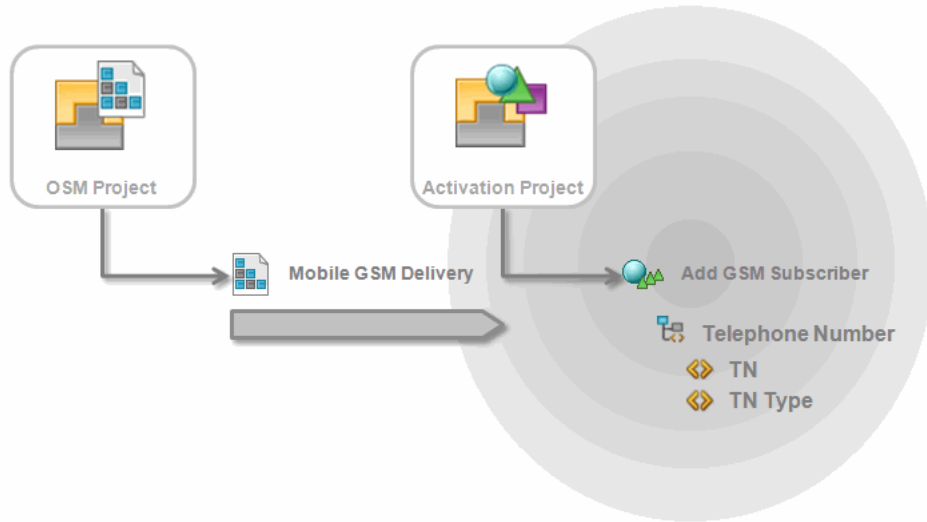 OSM Project
Activation Project
Mobile GSM Delivery
Add GSM Subscriber
Telephone Number
TN
TN Type